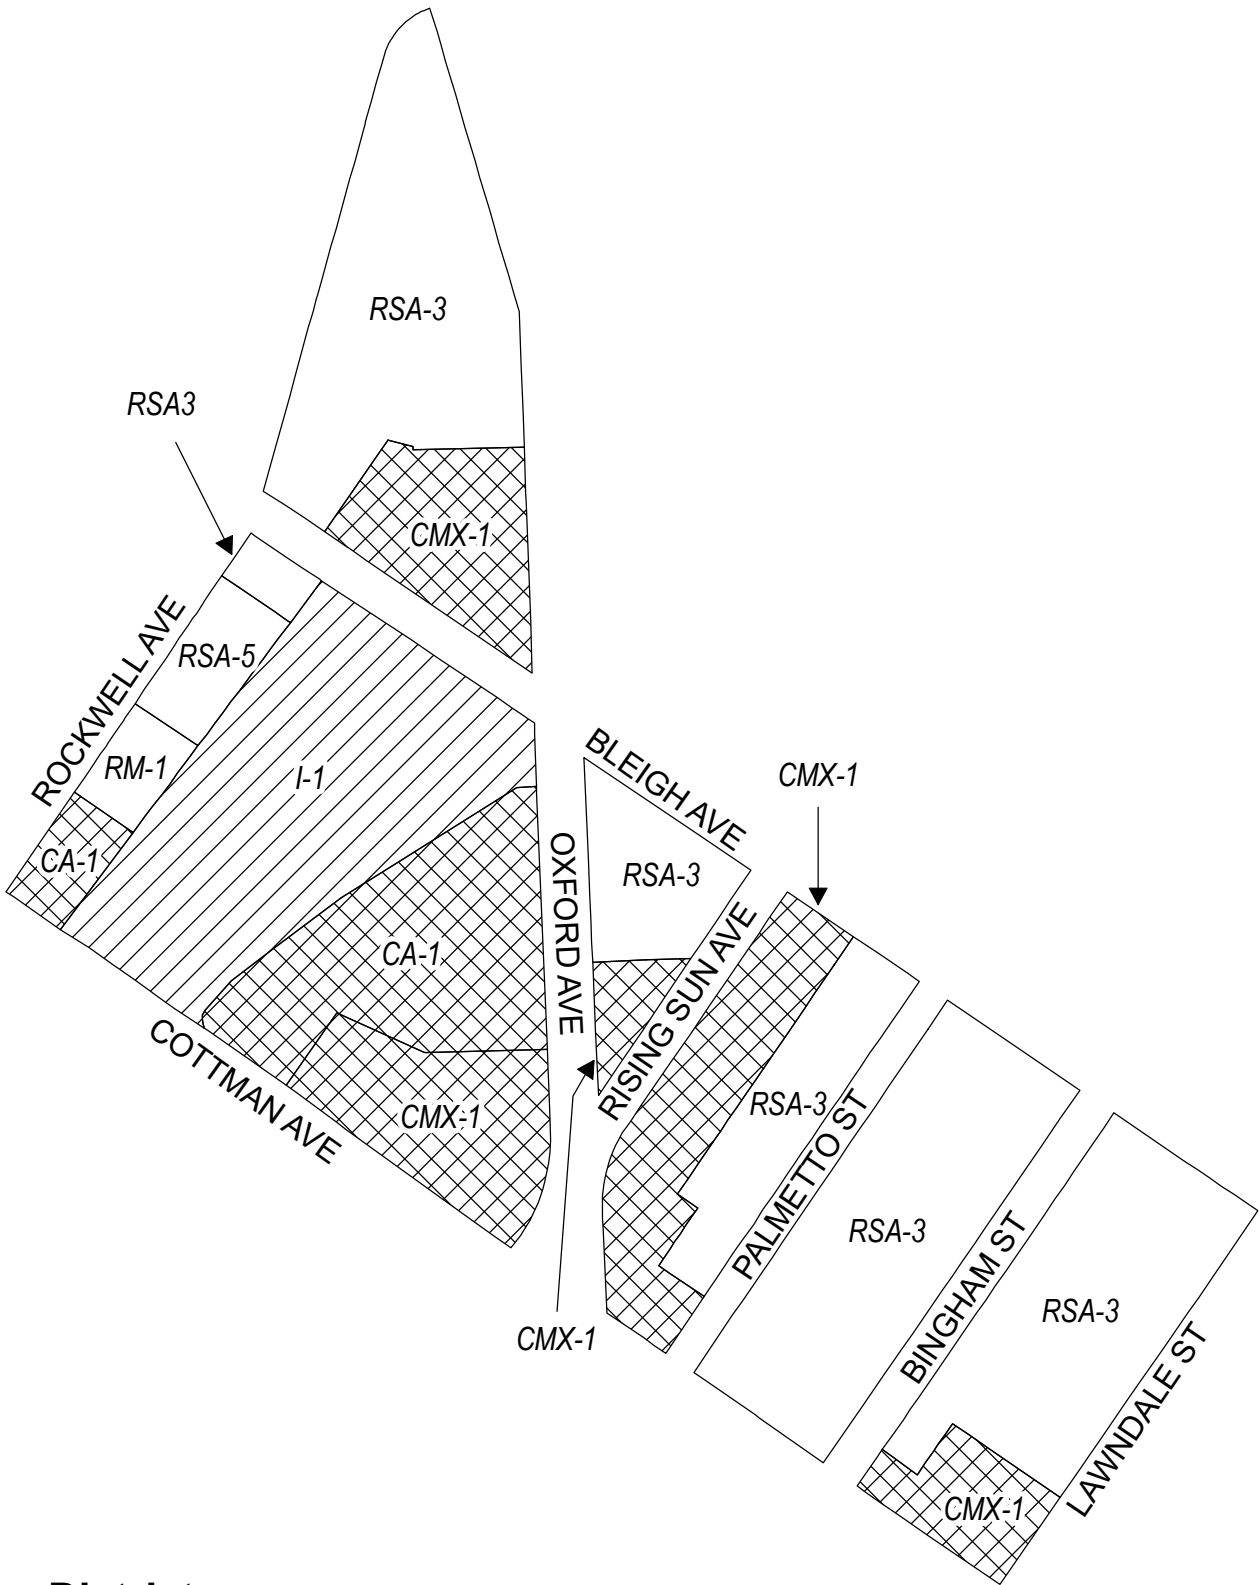 RSA-3
RSA3
CMX-1
ROCKWELL AVE
RSA-5
RM-1
I-1
CA-1
BLEIGH AVE
CMX-1
OXFORD AVE
RSA-3
CA-1
RISING SUN AVE
COTTMAN AVE
CMX-1
RSA-3
PALMETTO ST
RSA-3
BINGHAM ST
CMX-1
RSA-3
LAWNDALE ST
CMX-1